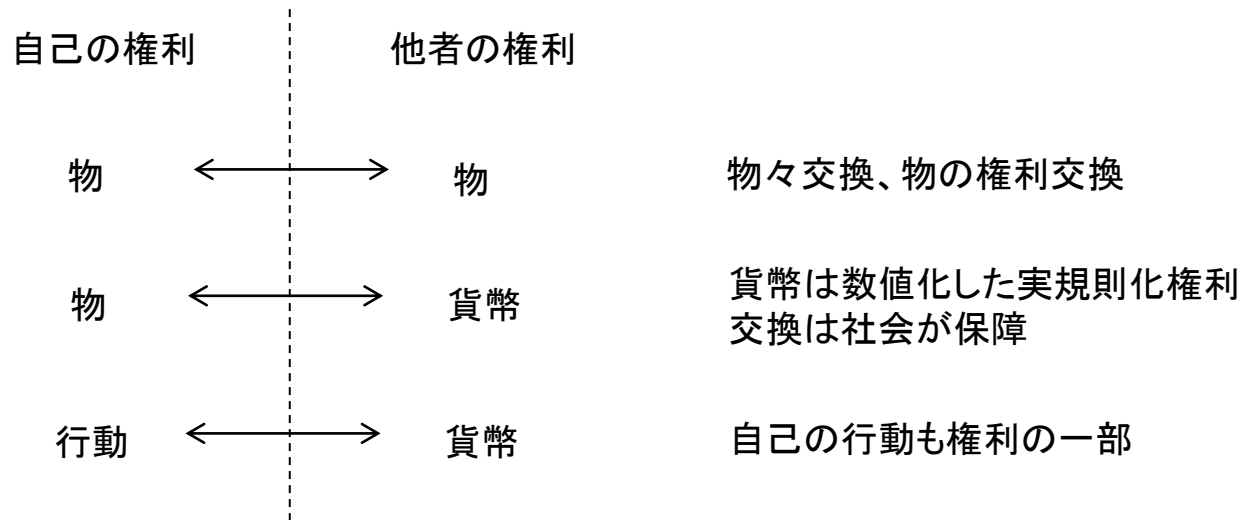 自己の権利
他者の権利
物
物
物々交換、物の権利交換
物
貨幣
貨幣は数値化した実規則化権利
交換は社会が保障
行動
貨幣
自己の行動も権利の一部